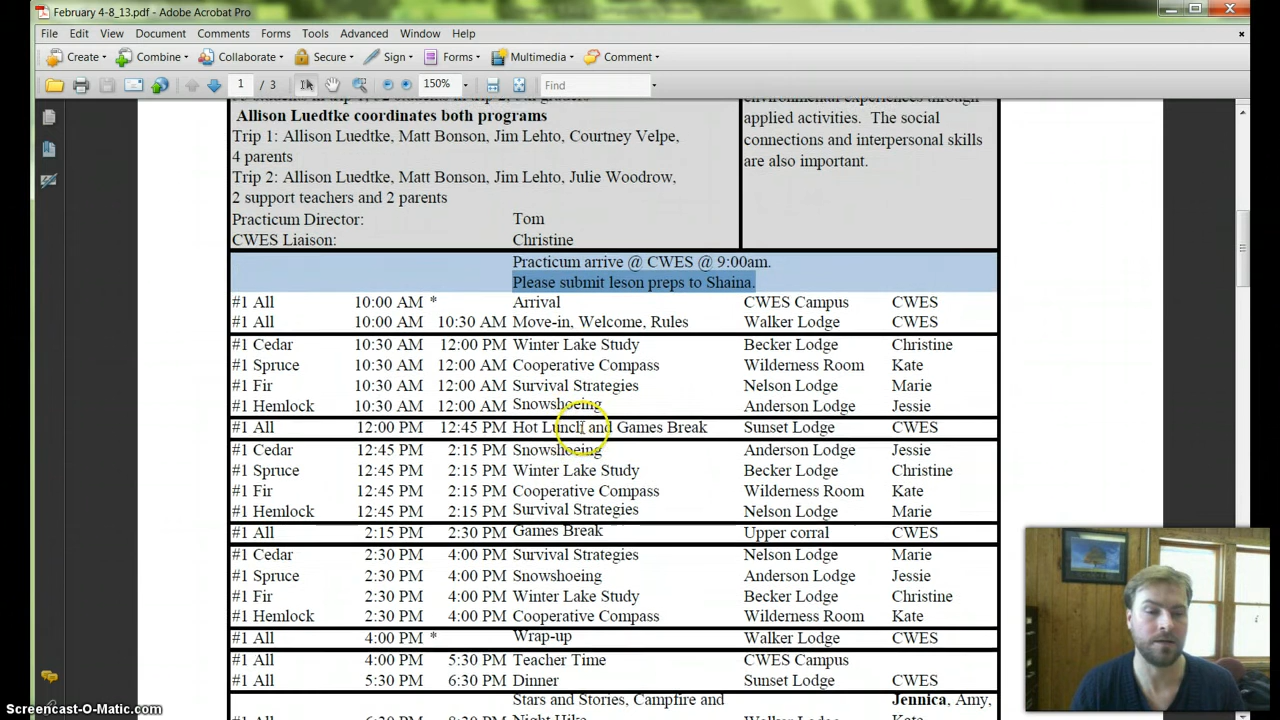 February 4-8_13.pdf - Adobe Acrobat Pro
File Edit View Document Comments Forms Tools Advanced Window Help
Create Combine Collaborate Secure Sign Forms Multimedia Comment
1 / 3 150% Find
Allison Luedtke coordinates both programs
Trip 1: Allison Luedtke, Matt Bonson, Jim Lehto, Courtney Velpe,
4 parents
Trip 2: Allison Luedtke, Matt Bonson, Jim Lehto, Julie Woodrow,
2 support teachers and 2 parents
Practicum Director: Tom
CWES Liaison: Christine
environmental experiences through
applied activities. The social
connections and interpersonal skills
are also important.
Practicum arrive @ CWES @ 9:00am.
Please submit leson preps to Shaina.
#1 All 10:00 AM * Arrival CWES Campus CWES
#1 All 10:00 AM 10:30 AM Move-in, Welcome, Rules Walker Lodge CWES
#1 Cedar 10:30 AM 12:00 PM Winter Lake Study Becker Lodge Christine
#1 Spruce 10:30 AM 12:00 AM Cooperative Compass Wilderness Room Kate
#1 Fir 10:30 AM 12:00 AM Survival Strategies Nelson Lodge Marie
#1 Hemlock 10:30 AM 12:00 AM Snowshoeing Anderson Lodge Jessie
#1 All 12:00 PM 12:45 PM Hot Lunch and Games Break Sunset Lodge CWES
#1 Cedar 12:45 PM 2:15 PM Snowshoeing Anderson Lodge Jessie
#1 Spruce 12:45 PM 2:15 PM Winter Lake Study Becker Lodge Christine
#1 Fir 12:45 PM 2:15 PM Cooperative Compass Wilderness Room Kate
#1 Hemlock 12:45 PM 2:15 PM Survival Strategies Nelson Lodge Marie
#1 All 2:15 PM 2:30 PM Games Break Upper corral CWES
#1 Cedar 2:30 PM 4:00 PM Survival Strategies Nelson Lodge Marie
#1 Spruce 2:30 PM 4:00 PM Snowshoeing Anderson Lodge Jessie
#1 Fir 2:30 PM 4:00 PM Winter Lake Study Becker Lodge Christine
#1 Hemlock 2:30 PM 4:00 PM Cooperative Compass Wilderness Room Kate
#1 All 4:00 PM * Wrap-up Walker Lodge CWES
#1 All 4:00 PM 5:30 PM Teacher Time CWES Campus
#1 All 5:30 PM 6:30 PM Dinner Sunset Lodge CWES
Stars and Stories, Campfire and Jennica, Amy,
Screencast-O-Matic.com